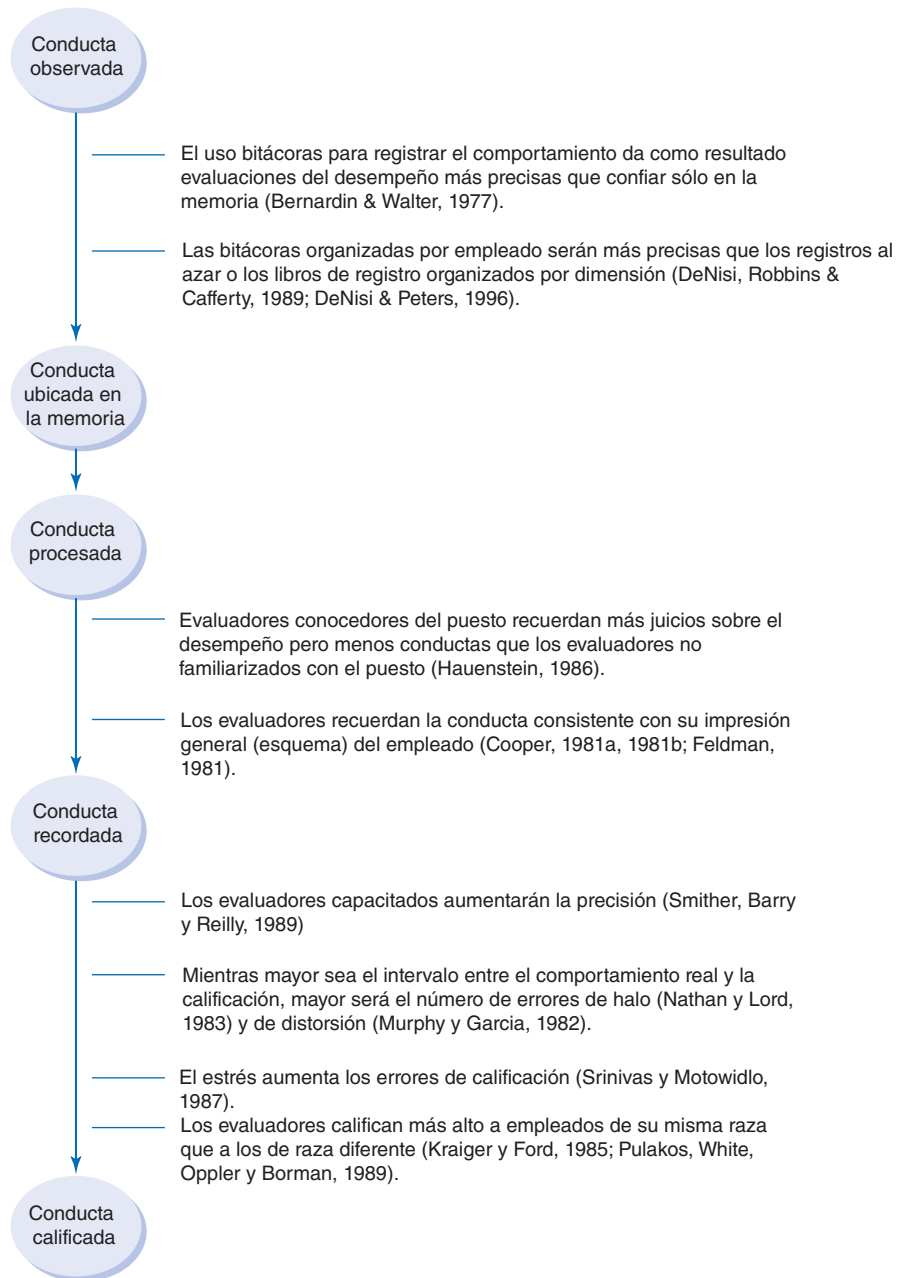 Conducta
observada
El uso bitácoras para registrar el comportamiento da como resultado
evaluaciones del desempeño más precisas que confiar sólo en la
memoria (Bernardin & Walter, 1977).
Las bitácoras organizadas por empleado serán más precisas que los registros al
azar o los libros de registro organizados por dimensión (DeNisi, Robbins &
Cafferty, 1989; DeNisi & Peters, 1996).
Conducta
ubicada en
la memoria
Conducta
procesada
Evaluadores conocedores del puesto recuerdan más juicios sobre el
desempeño pero menos conductas que los evaluadores no
familiarizados con el puesto (Hauenstein, 1986).
Los evaluadores recuerdan la conducta consistente con su impresión
general (esquema) del empleado (Cooper, 1981a, 1981b; Feldman,
1981).
Conducta
recordada
Los evaluadores capacitados aumentarán la precisión (Smither, Barry
y Reilly, 1989)
Mientras mayor sea el intervalo entre el comportamiento real y la
calificación, mayor será el número de errores de halo (Nathan y Lord,
1983) y de distorsión (Murphy y Garcia, 1982).
El estrés aumenta los errores de calificación (Srinivas y Motowidlo,
1987).
Los evaluadores califican más alto a empleados de su misma raza
que a los de raza diferente (Kraiger y Ford, 1985; Pulakos, White,
Oppler y Borman, 1989).
Conducta
calificada